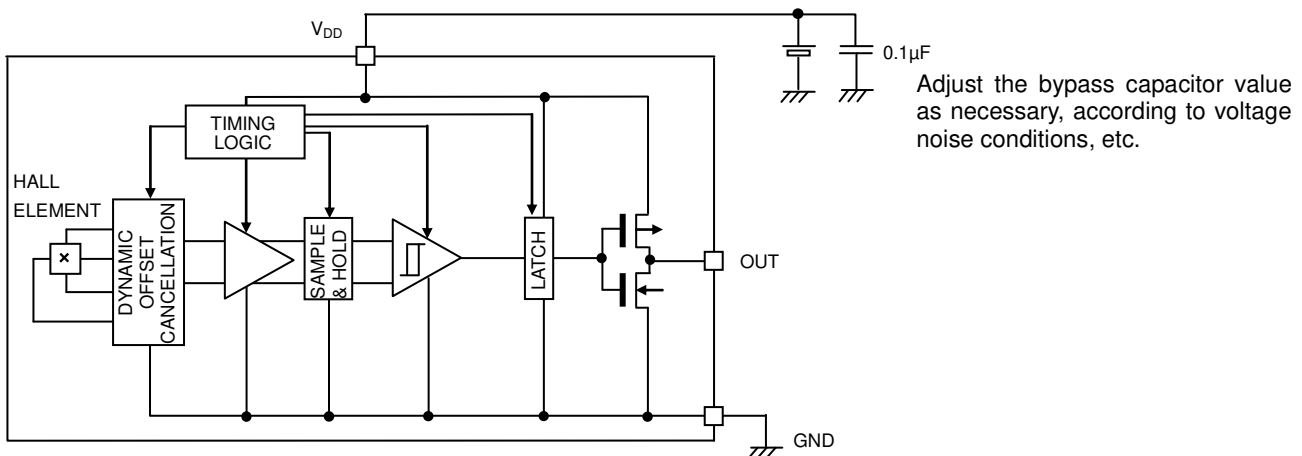 V_DD
0.1µF
Adjust the bypass capacitor value
as necessary, according to voltage
noise conditions, etc.
TIMING
LOGIC
HALL
ELEMENT
×
DYNAMIC
OFFSET
CANCELLATION
SAMPLE
& HOLD
LATCH
OUT
GND